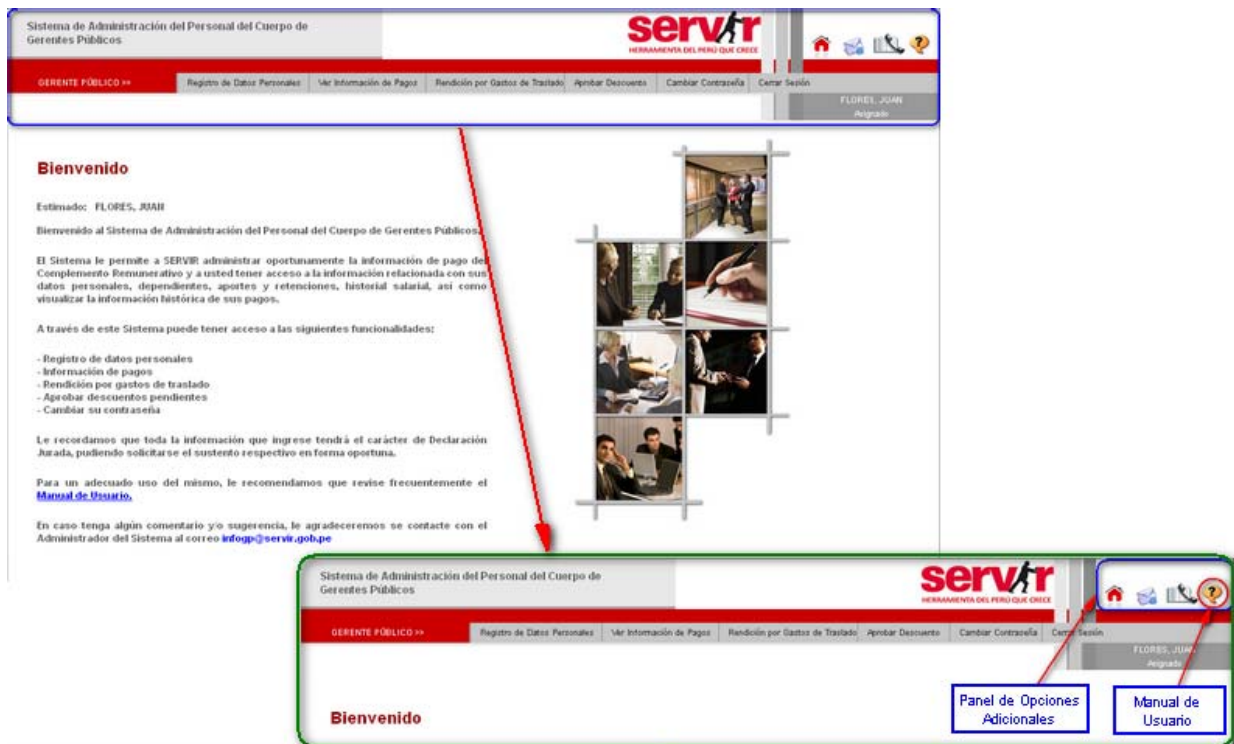 Sistema de Administración del Personal del Cuerpo de
Gerentes Públicos
servir
HERRAMIENTA DEL PERÚ QUE CRECE
GERENTE PÚBLICO >>
Registro de Datos Personales
Ver Información de Pagos
Rendición por Gastos de Traslado
Aprobar Descuento
Cambiar Contraseña
Cerrar Sesión
FLORES, JUAN
Asignado
Bienvenido
Estimado: FLORES, JUAN
Bienvenido al Sistema de Administración del Personal del Cuerpo de Gerentes Públicos.
El Sistema le permite a SERVIR administrar oportunamente la información de pago del
Complemento Remunerativo y a usted tener acceso a la información relacionada con sus
datos personales, dependientes, aportes y retenciones, historial salarial, así como
visualizar la información histórica de sus pagos.
A través de este Sistema puede tener acceso a las siguientes funcionalidades:
- Registro de datos personales
- Información de pagos
- Rendición por gastos de traslado
- Aprobar descuentos pendientes
- Cambiar su contraseña
Le recordamos que toda la información que ingrese tendrá el carácter de Declaración
Jurada, pudiendo solicitarse el sustento respectivo en forma oportuna.
Para un adecuado uso del mismo, le recomendamos que revise frecuentemente el
Manual de Usuario.
En caso tenga algún comentario y/o sugerencia, le agradeceremos se contacte con el
Administrador del Sistema al correo infogp@servir.gob.pe
Sistema de Administración del Personal del Cuerpo de
Gerentes Públicos
servir
HERRAMIENTA DEL PERÚ QUE CRECE
GERENTE PÚBLICO >>
Registro de Datos Personales
Ver Información de Pagos
Rendición por Gastos de Traslado
Aprobar Descuento
Cambiar Contraseña
Cerrar Sesión
FLORES, JUAN
Asignado
Bienvenido
Panel de Opciones
Adicionales
Manual de
Usuario